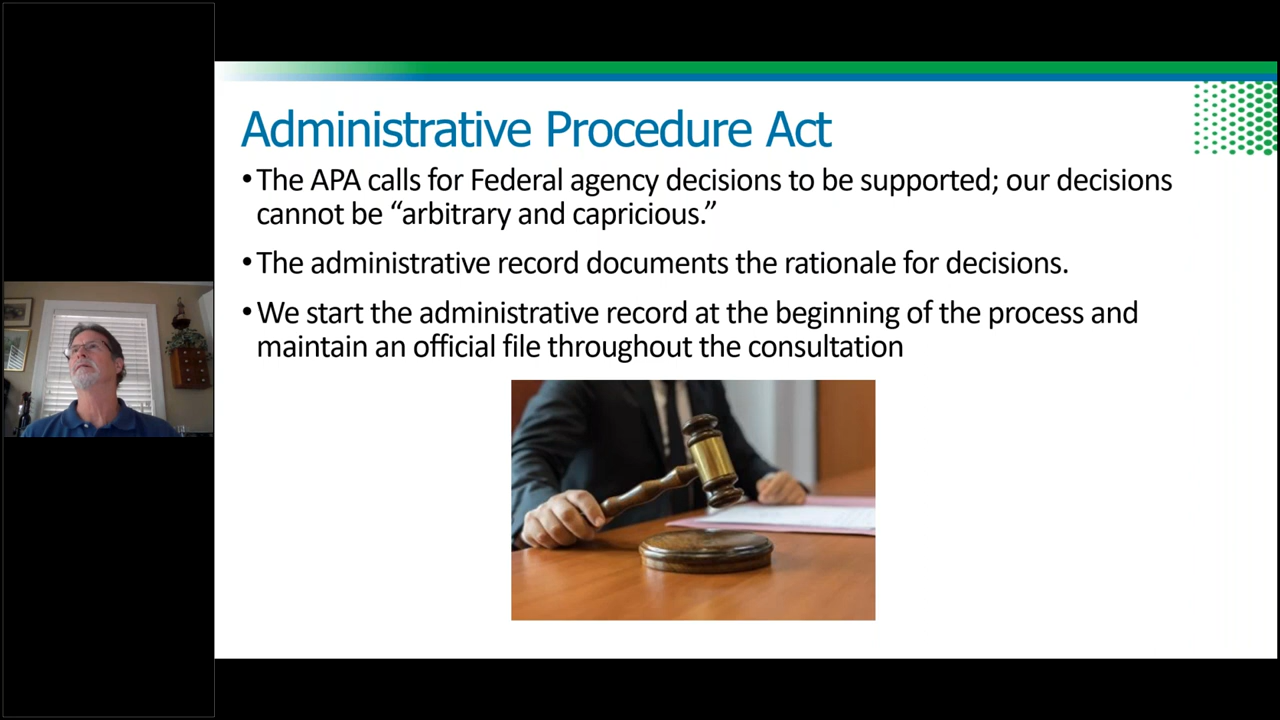 Administrative Procedure Act
•The APA calls for Federal agency decisions to be supported; our decisions
cannot be “arbitrary and capricious.”
•The administrative record documents the rationale for decisions.
•We start the administrative record at the beginning of the process and
maintain an official file throughout the consultation